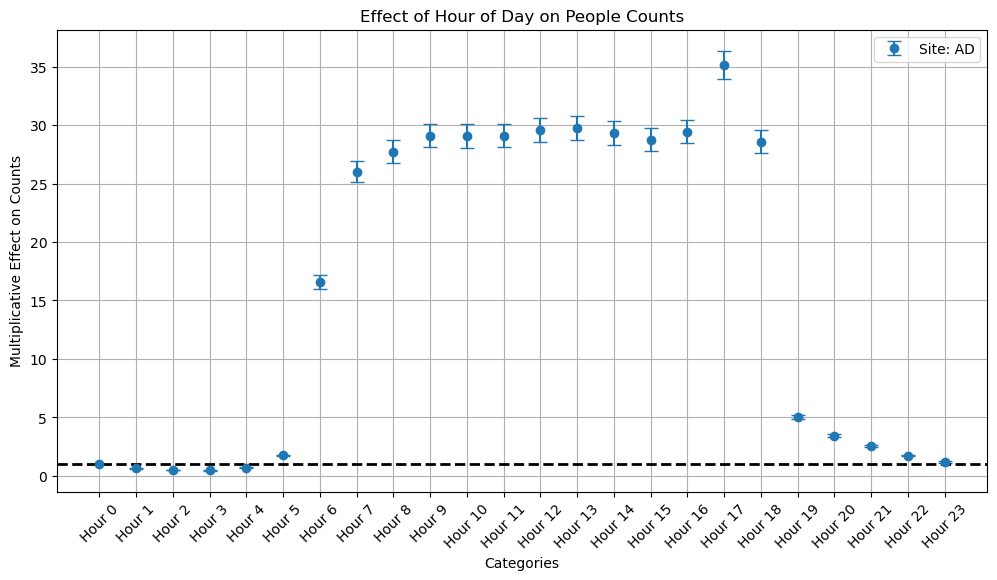 Effect of Hour of Day on People Counts
Site: AD
Multiplicative Effect on Counts
35
30
25
20
15
10
5
0
Hour 0
Hour 1
Hour 2
Hour 3
Hour 4
Hour 5
Hour 6
Hour 7
Hour 8
Hour 9
Hour 10
Hour 11
Hour 12
Hour 13
Hour 14
Hour 15
Hour 16
Hour 17
Hour 18
Hour 19
Hour 20
Hour 21
Hour 22
Hour 23
Categories